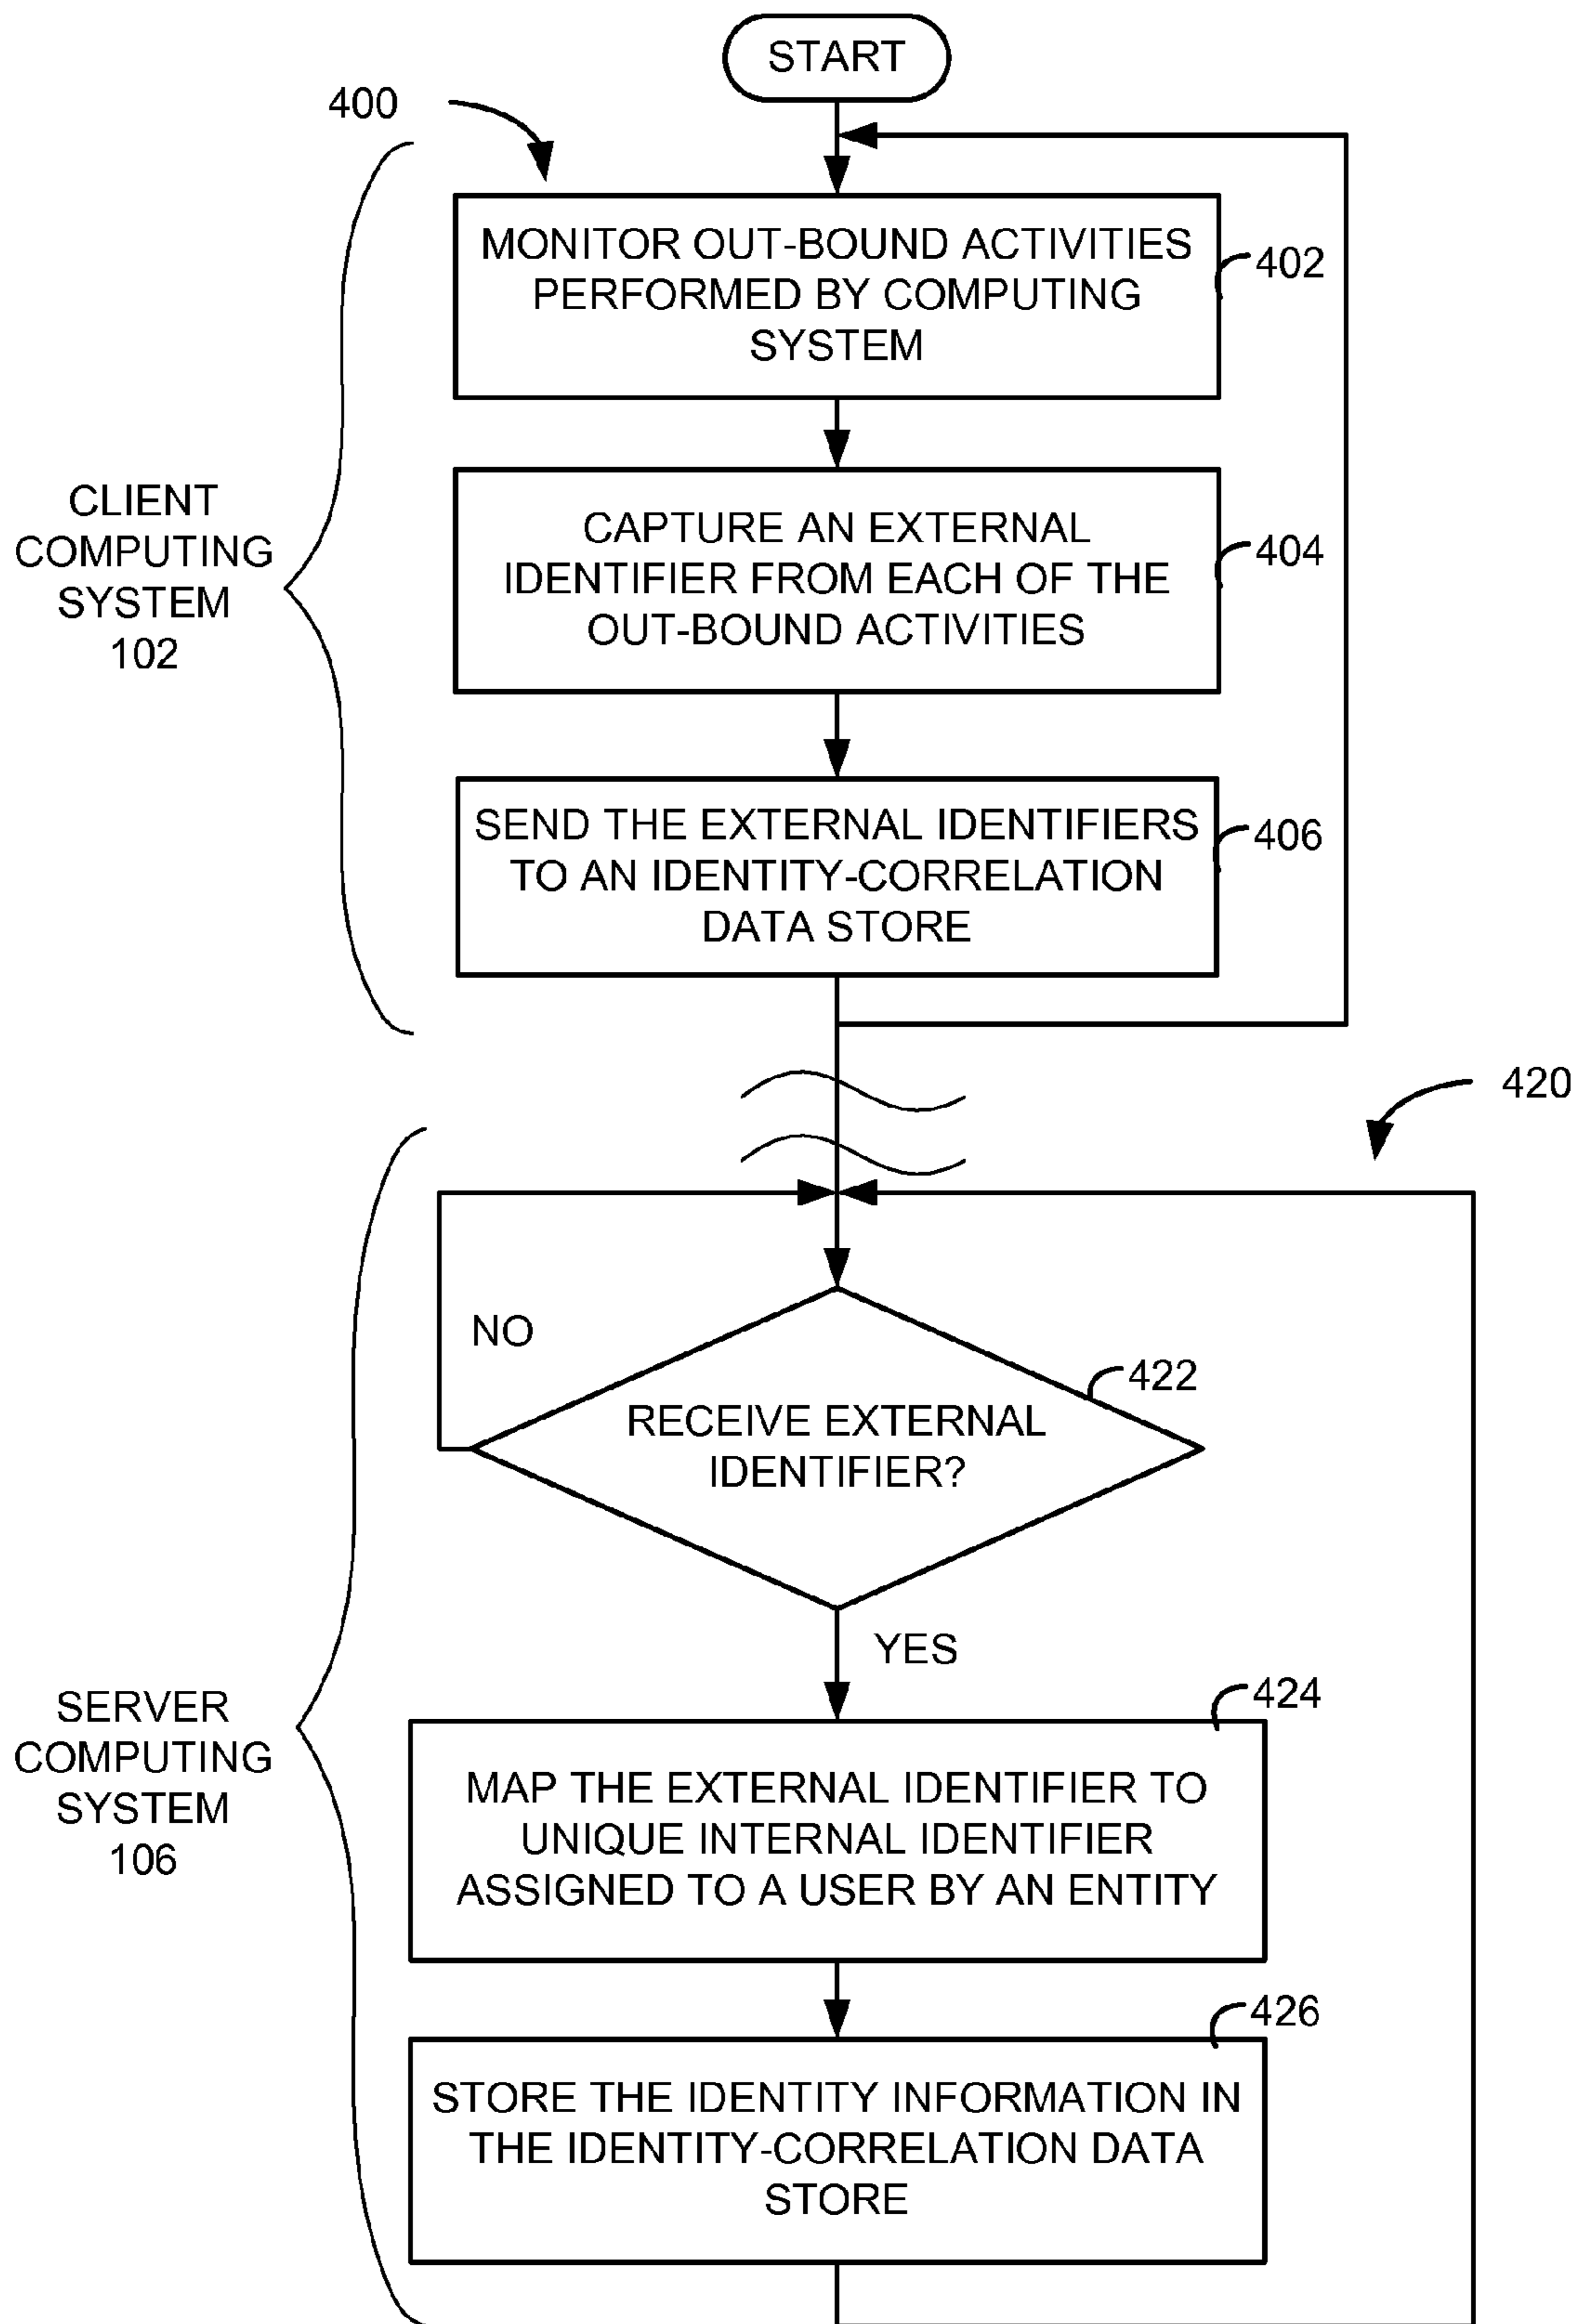 START
400
MONITOR OUT-BOUND ACTIVITIES
PERFORMED BY COMPUTING
SYSTEM
402
CAPTURE AN EXTERNAL
IDENTIFIER FROM EACH OF THE
OUT-BOUND ACTIVITIES
404
CLIENT
COMPUTING
SYSTEM
102
SEND THE EXTERNAL IDENTIFIERS
TO AN IDENTITY-CORRELATION
DATA STORE
406
420
NO
422
RECEIVE EXTERNAL
IDENTIFIER?
YES
424
SERVER
COMPUTING
SYSTEM
106
MAP THE EXTERNAL IDENTIFIER TO
UNIQUE INTERNAL IDENTIFIER
ASSIGNED TO A USER BY AN ENTITY
426
STORE THE IDENTITY INFORMATION IN
THE IDENTITY-CORRELATION DATA
STORE